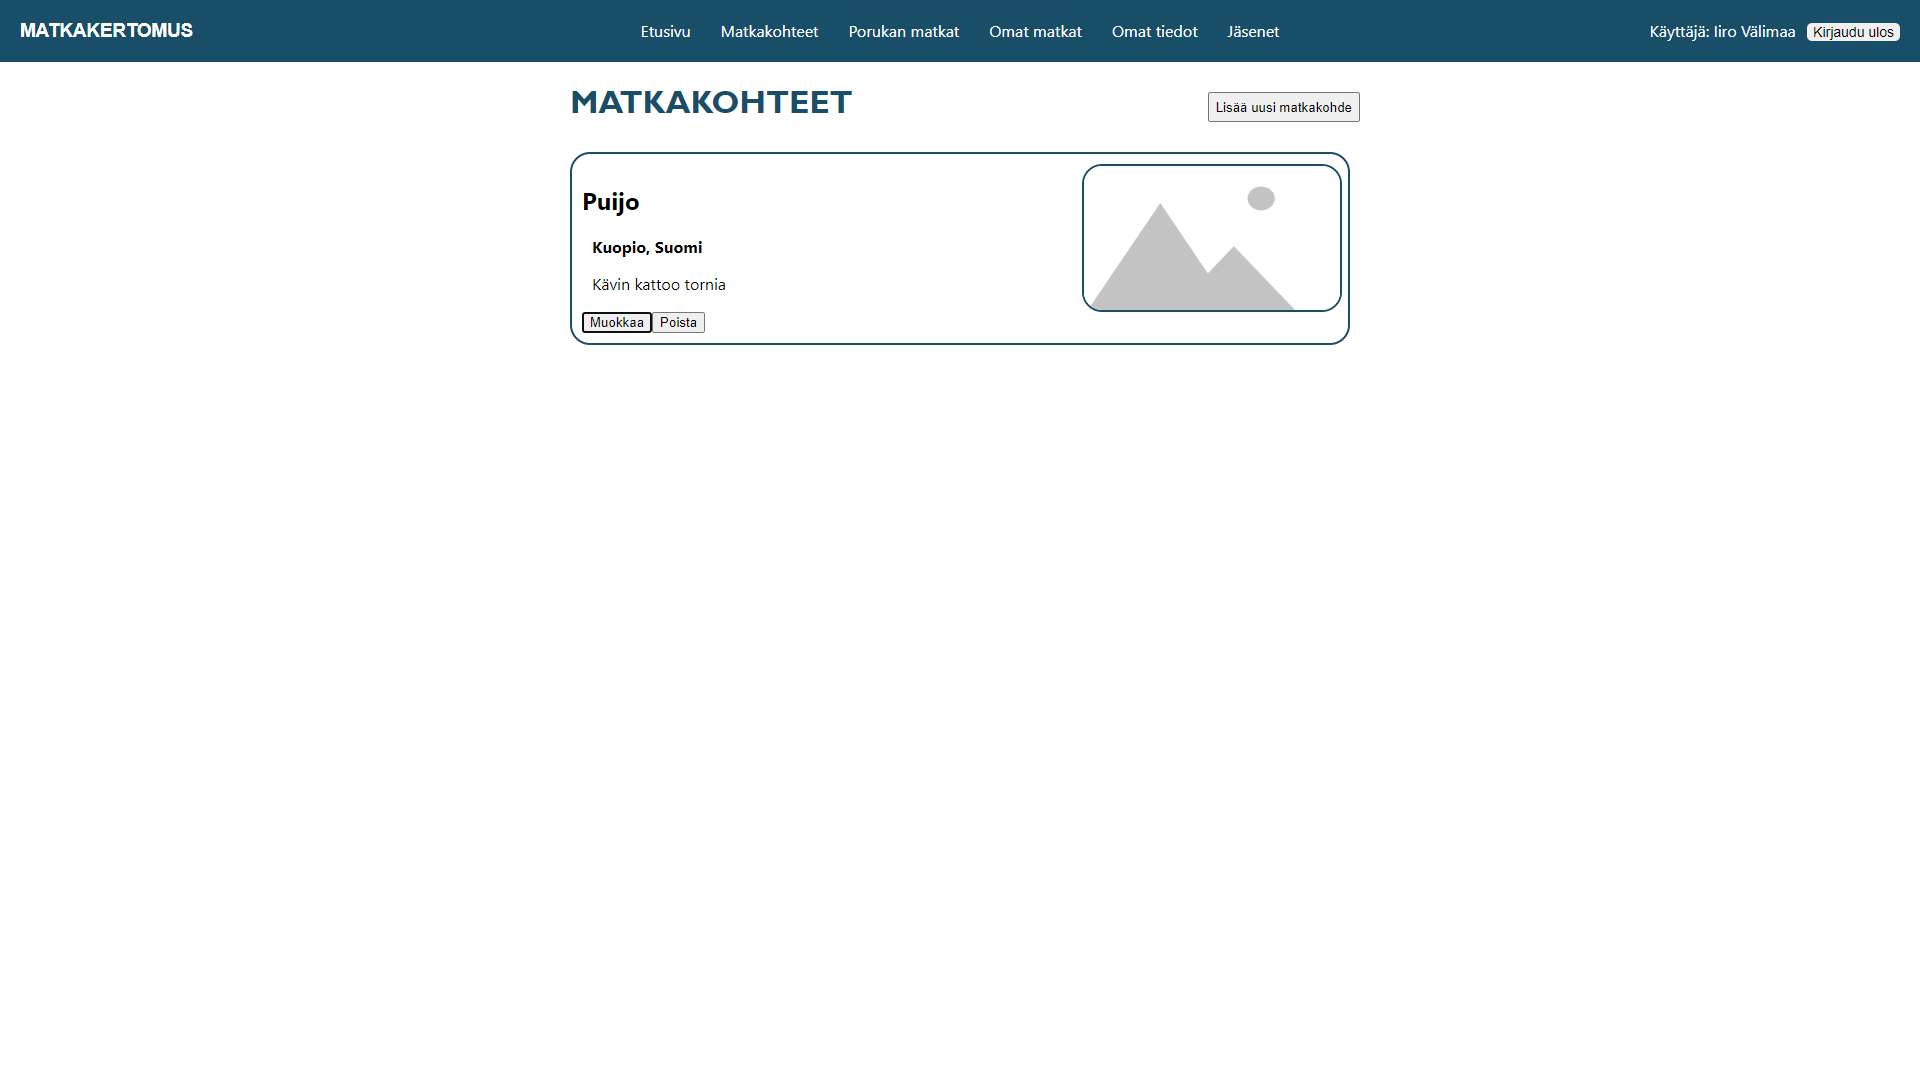 MATKAKERTOMUS
Etusivu Matkakohteet Porukan matkat Omat matkat Omat tiedot Jäsenet
Käyttäjä: Iiro Välimaa Kirjaudu ulos
MATKAKOHTEET
Lisää uusi matkakohde
Puijo
Kuopio, Suomi
Kävin kattoo tornia
Muokkaa Poista